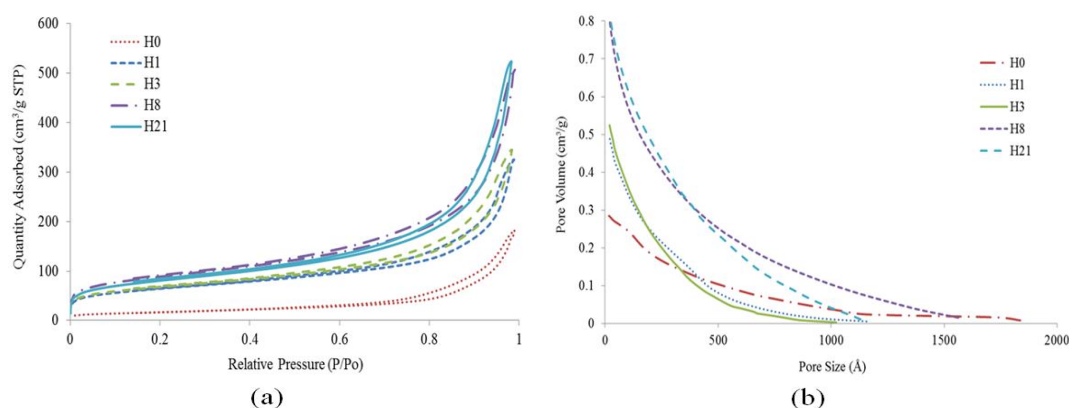 600
500
400
300
200
100
0
0
0.2
0.4
0.6
0.8
1
Quantity Adsorbed (cm³/g STP)
Relative Pressure (P/Po)
H0
H1
H3
H8
H21
(a)
0.8
0.7
0.6
0.5
0.4
0.3
0.2
0.1
0
0
500
1000
1500
2000
Pore Volume (cm³/g)
Pore Size (Å)
H0
H1
H3
H8
H21
(b)